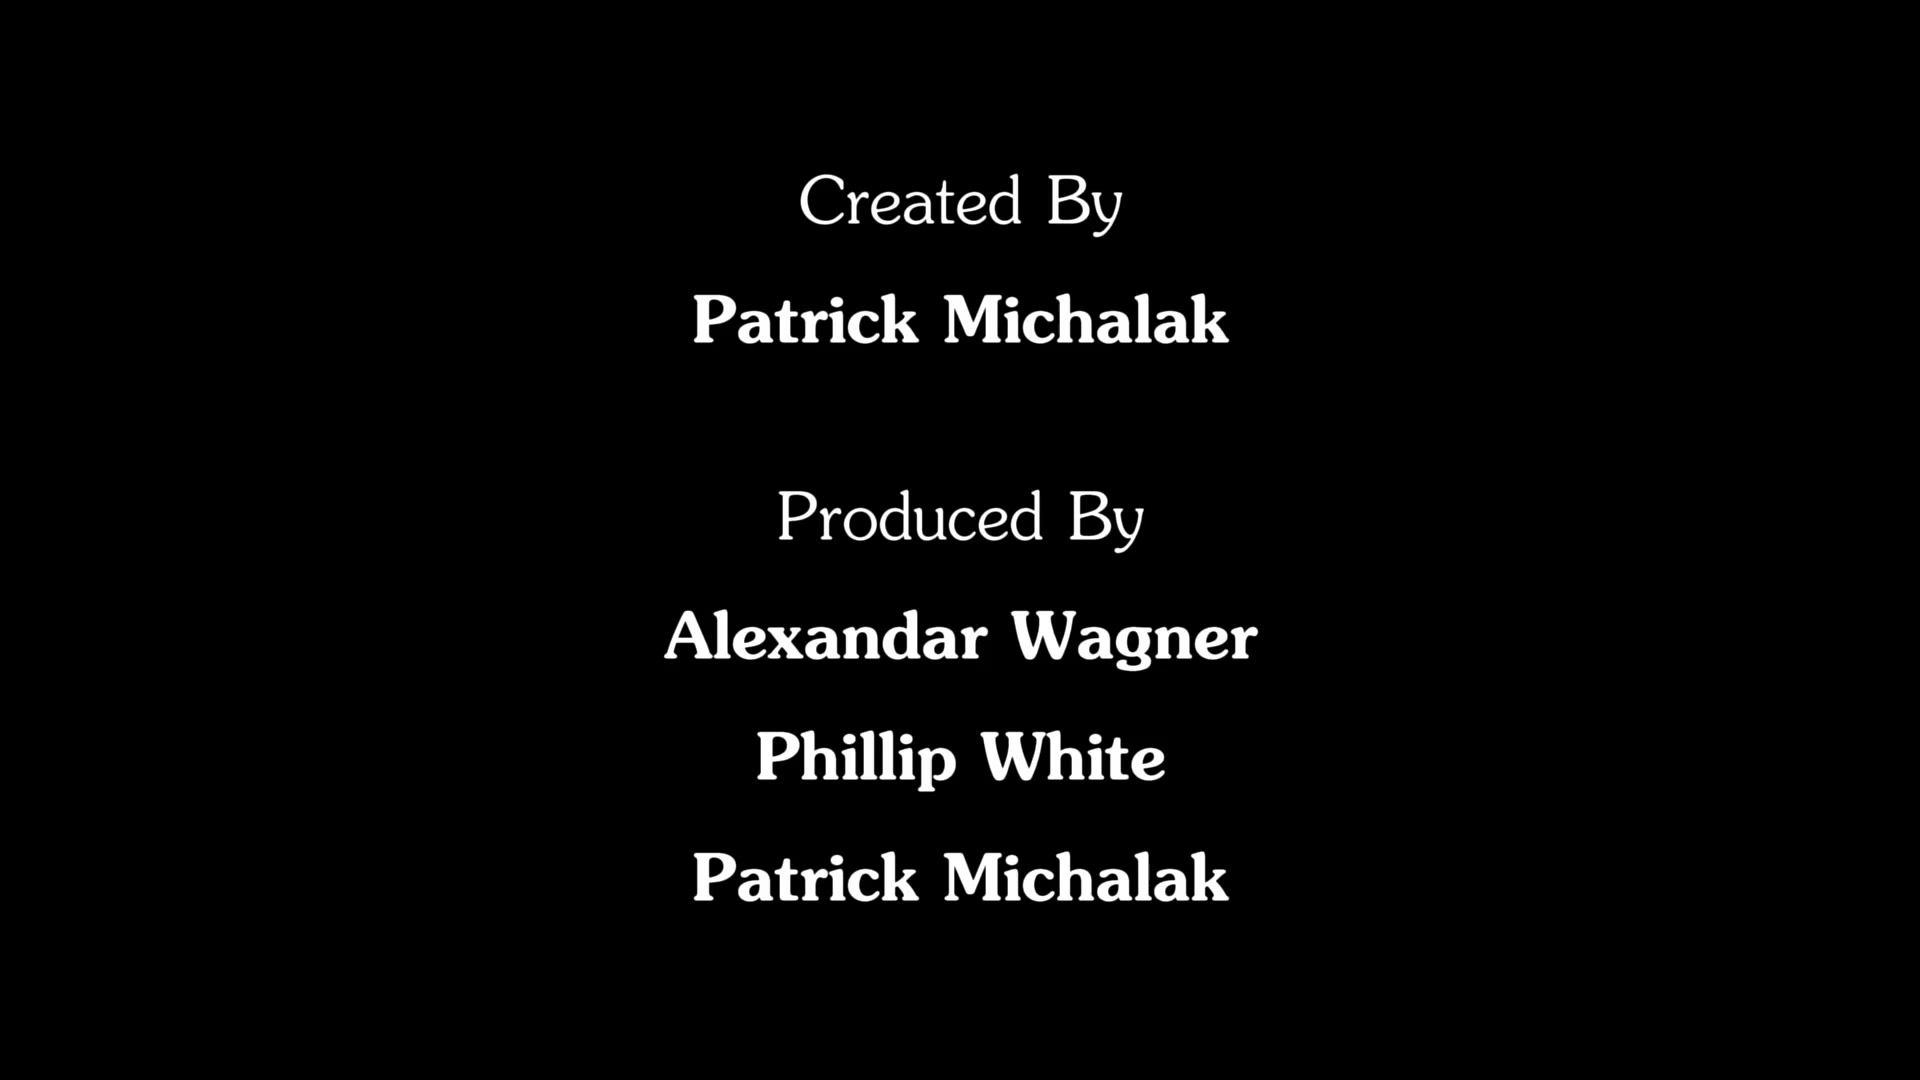 Created By
Patrick Michalak
Produced By
Alexandar Wagner
Phillip White
Patrick Michalak